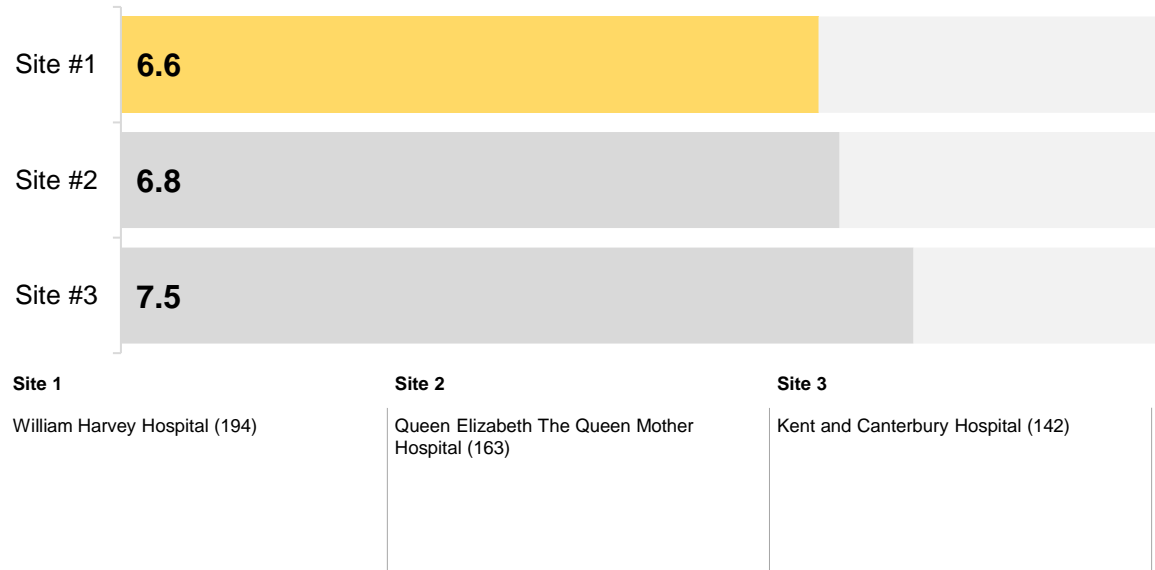 Site #1 6.6
Site #2 6.8
Site #3 7.5
Site 1 Site 2 Site 3
William Harvey Hospital (194)
Queen Elizabeth The Queen Mother
Hospital (163)
Kent and Canterbury Hospital (142)